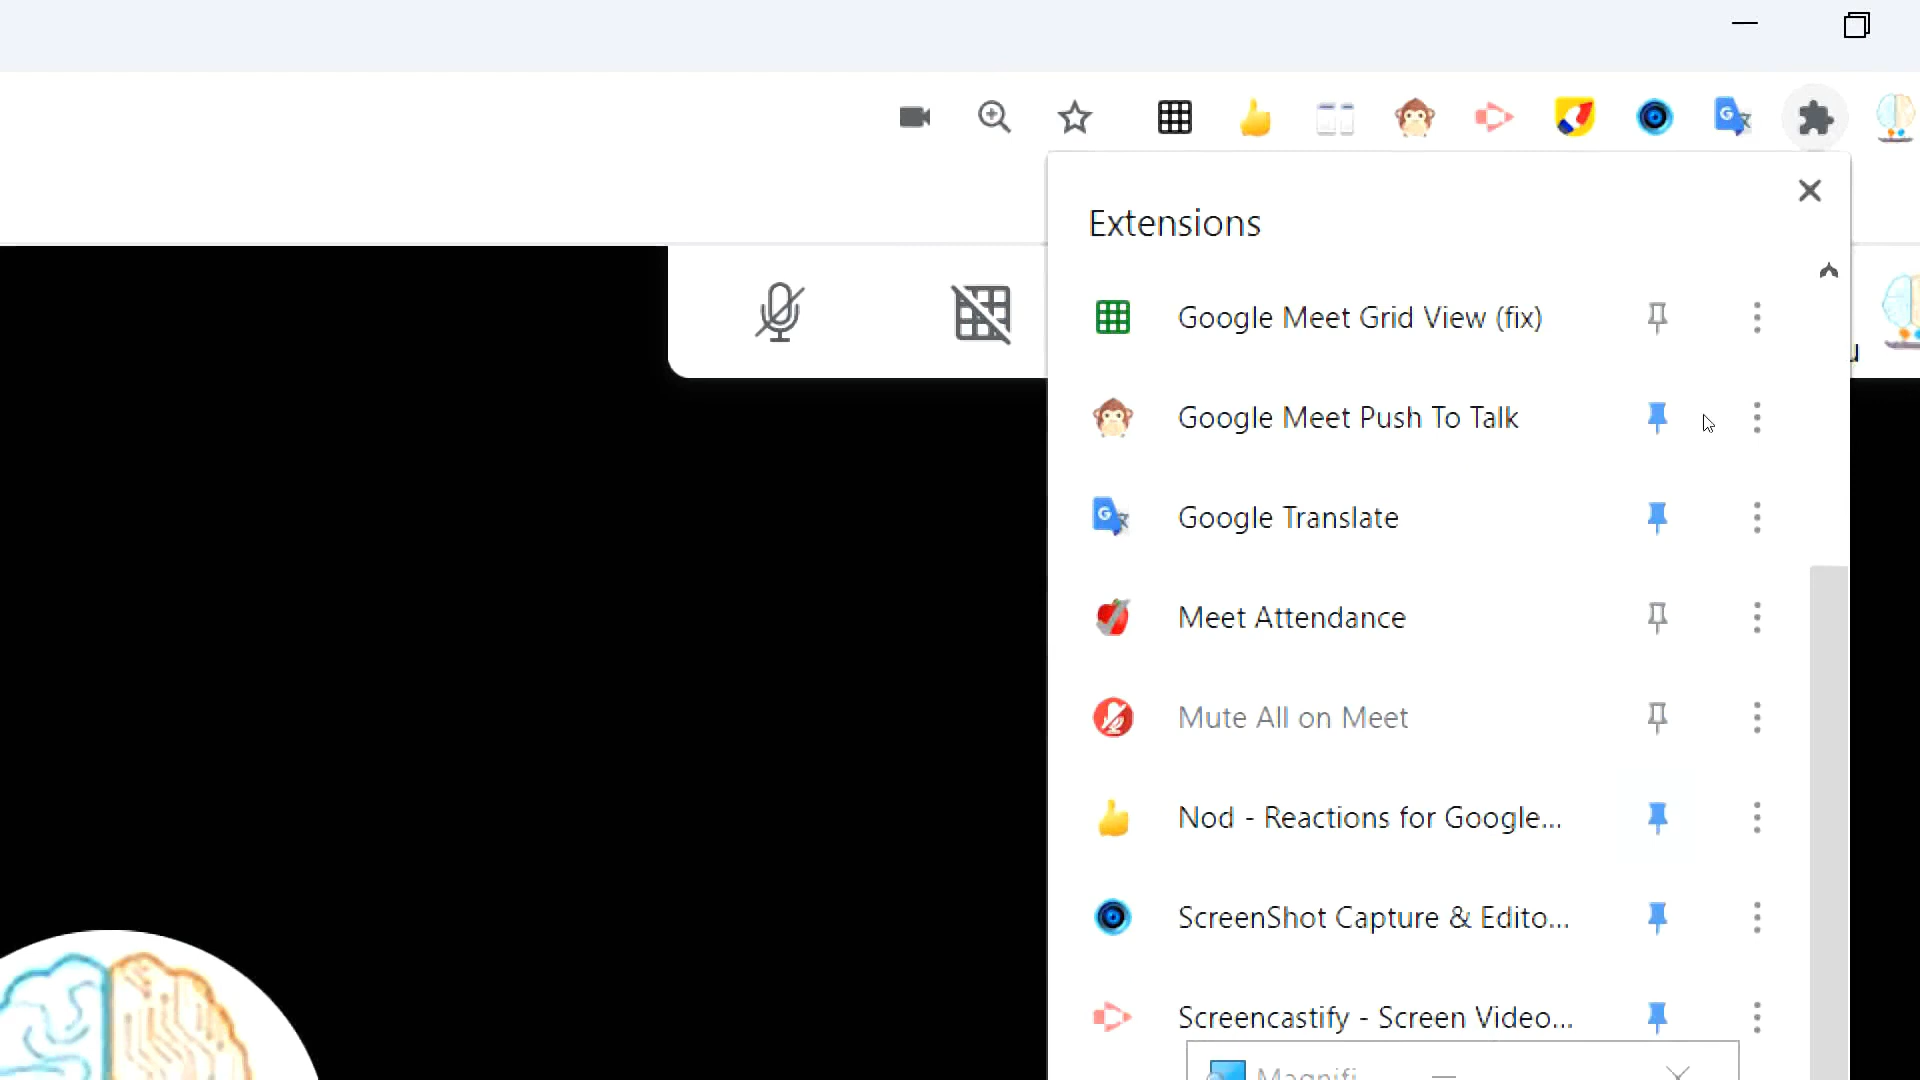 Extensions
Google Meet Grid View (fix)
Google Meet Push To Talk
Google Translate
Meet Attendance
Mute All on Meet
Nod - Reactions for Google...
ScreenShot Capture & Edito...
Screencastify - Screen Video...
Magnifi